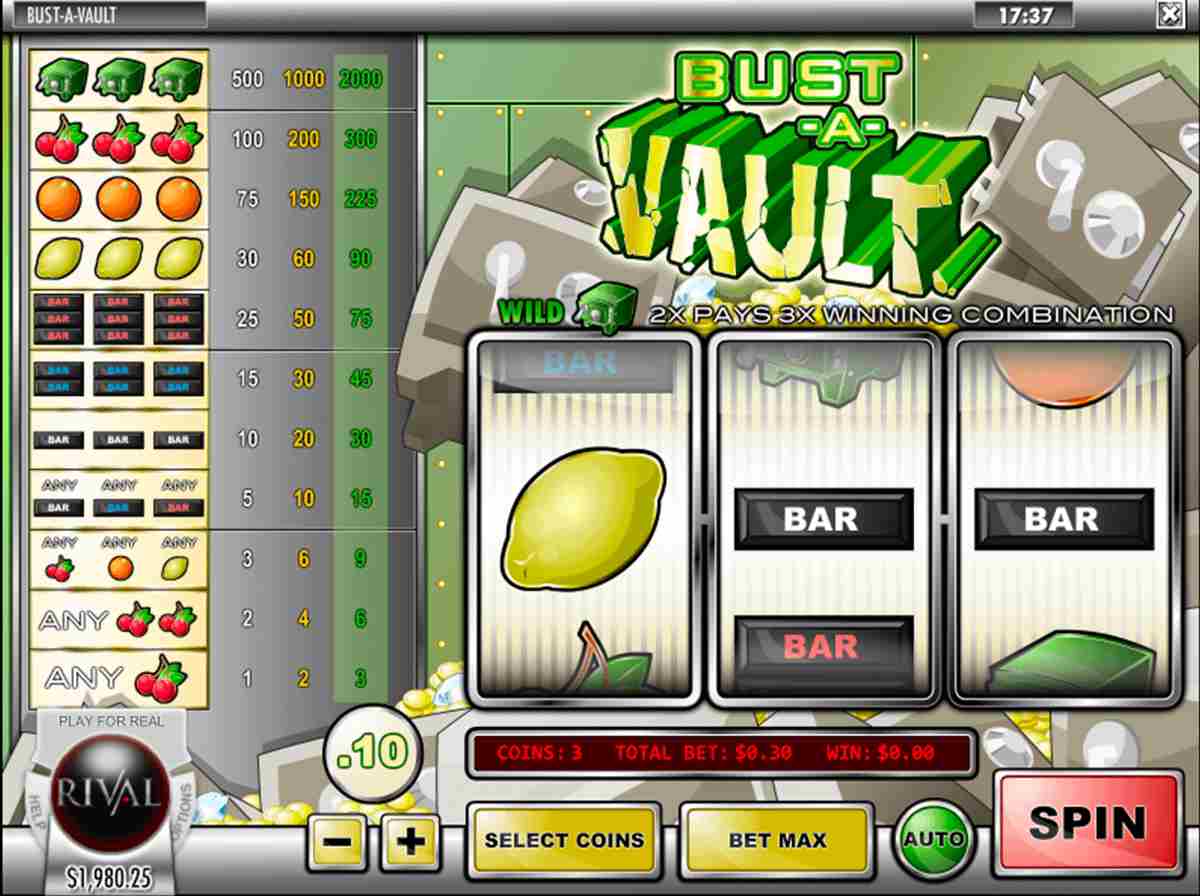 BUST-A-VAULT
17:37
500 1000 2000
100 200 300
75 150 225
30 60 90
BAR BAR BAR
BAR BAR BAR
BAR BAR BAR
25 50 75
BAR BAR BAR
BAR BAR BAR
15 30 45
BAR BAR BAR
10 20 30
ANY ANY ANY
BAR BAR BAR
5 10 15
ANY ANY ANY
3 6 9
ANY
2 4 6
ANY
1 2 3
BUST
-A-
VAULT
WILD 2X PAYS 3X WINNING COMBINATION
BAR
BAR BAR
BAR
PLAY FOR REAL
RIVAL
HELP
OPTIONS
$1,980.25
.10
COINS: 3 TOTAL BET: $0.30 WIN: $0.00
- +
SELECT COINS
BET MAX
AUTO
SPIN